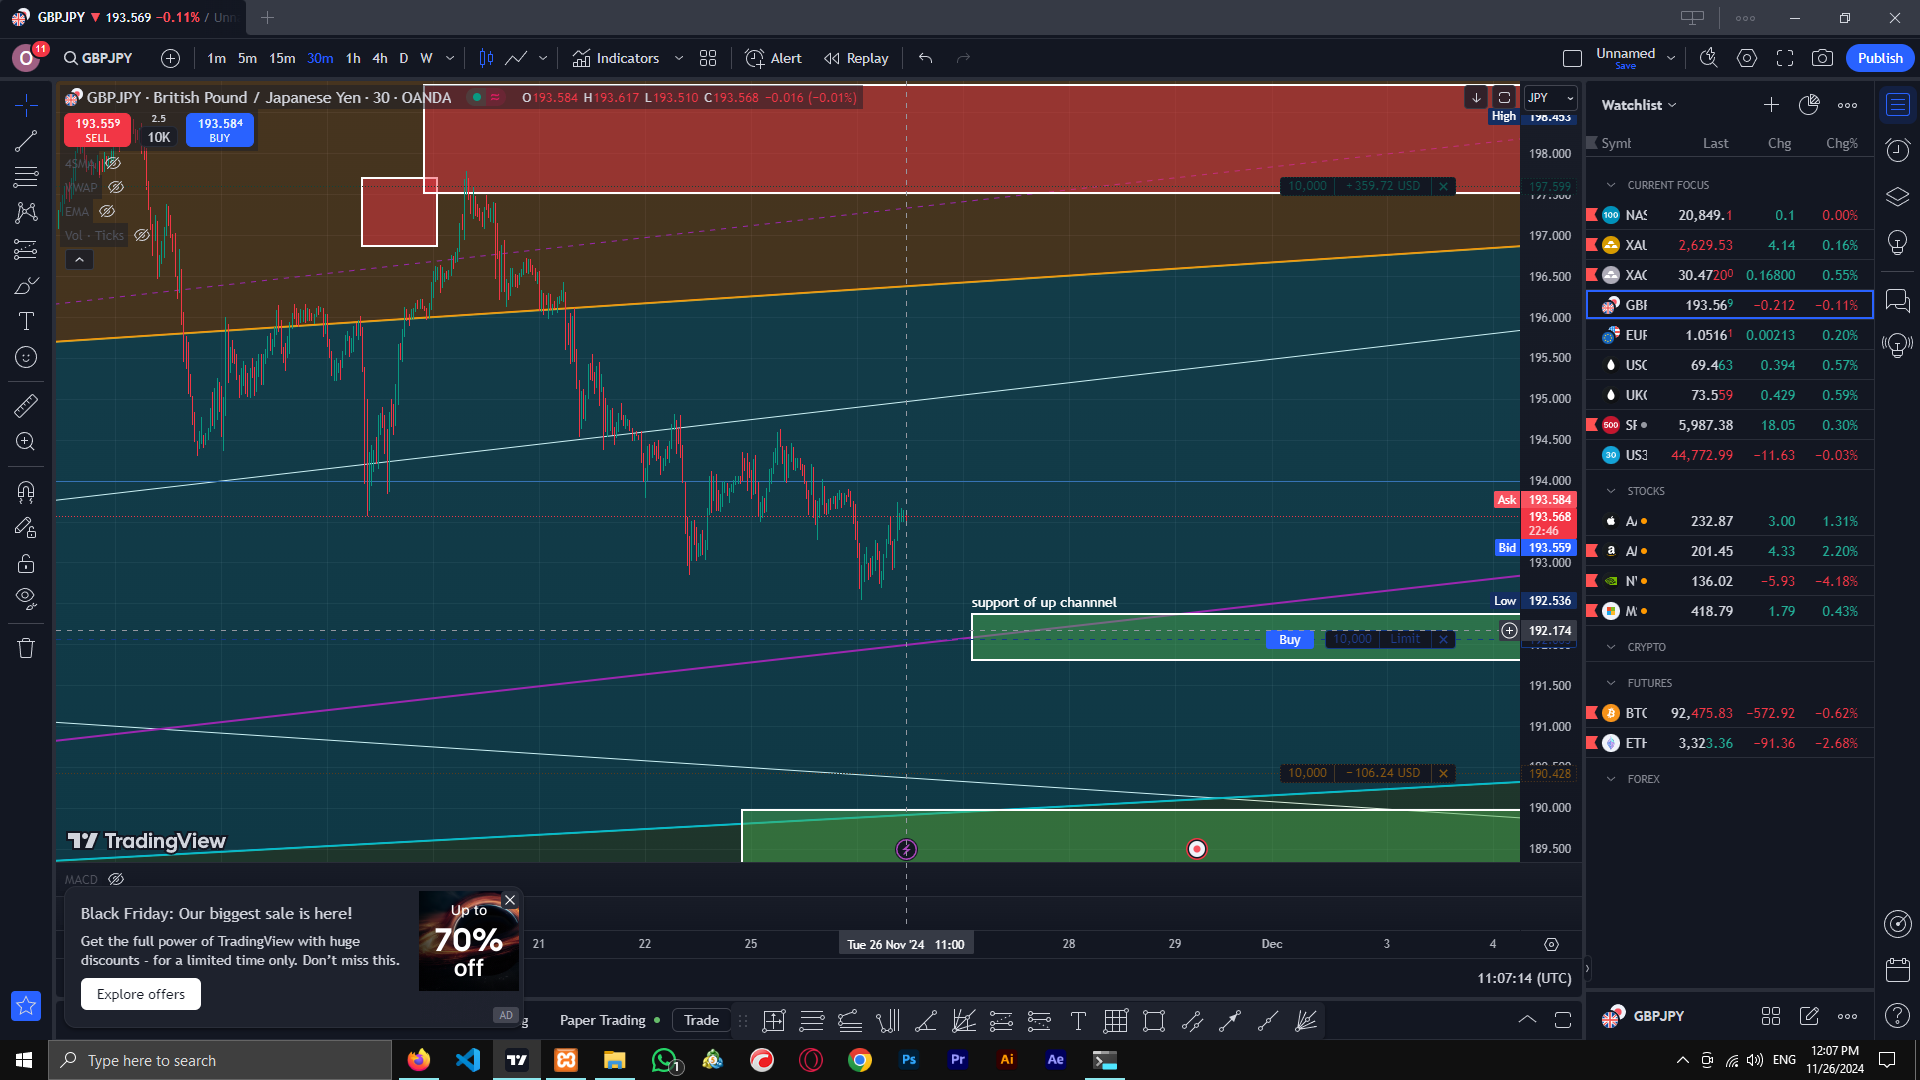 GBPJPY ▼ 193.569 −0.11% / Unn
O 11 GBPJPY 1m 5m 15m 30m 1h 4h D W Indicators Alert Replay Unnamed Save Publish
GBPJPY · British Pound / Japanese Yen · 30 · OANDA O193.584 H193.617 L193.510 C193.568 −0.016 (−0.01%) JPY
193.559 SELL 2.5 10K 193.584 BUY
4SMA
VWAP
EMA
Vol · Ticks
High 198.453
198.000
10,000 +359.72 USD 197.599
197.000
196.500
196.000
195.500
195.000
194.500
194.000
Ask 193.584
193.568
22:46
Bid 193.559
193.000
Low 192.536
support of up channnel
192.174
Buy 10,000 Limit
191.500
191.000
10,000 −106.24 USD 190.428
190.000
189.500
TradingView
MACD
Black Friday: Our biggest sale is here!
Get the full power of TradingView with huge
discounts - for a limited time only. Don't miss this.
Explore offers
Up to
70%
off
AD
21 22 25 Tue 26 Nov '24 11:00 28 29 Dec 3 4
11:07:14 (UTC)
Paper Trading Trade
Watchlist
Symb Last Chg Chg%
CURRENT FOCUS
100 NAS 20,849.1 0.1 0.00%
XAU 2,629.53 4.14 0.16%
XAG 30.4720⁰ 0.16800 0.55%
GBP 193.56⁹ −0.212 −0.11%
EUR 1.0516¹ 0.00213 0.20%
USO 69.463 0.394 0.57%
UKO 73.559 0.429 0.59%
500 SP 5,987.38 18.05 0.30%
30 US3 44,772.99 −11.63 −0.03%
STOCKS
AA 232.87 3.00 1.31%
AM 201.45 4.33 2.20%
NV 136.02 −5.93 −4.18%
MS 418.79 1.79 0.43%
CRYPTO
FUTURES
BTC 92,475.83 −572.92 −0.62%
ETH 3,323.36 −91.36 −2.68%
FOREX
GBPJPY
Type here to search
1
Ps Pr Ai Ae
ENG
12:07 PM
11/26/2024